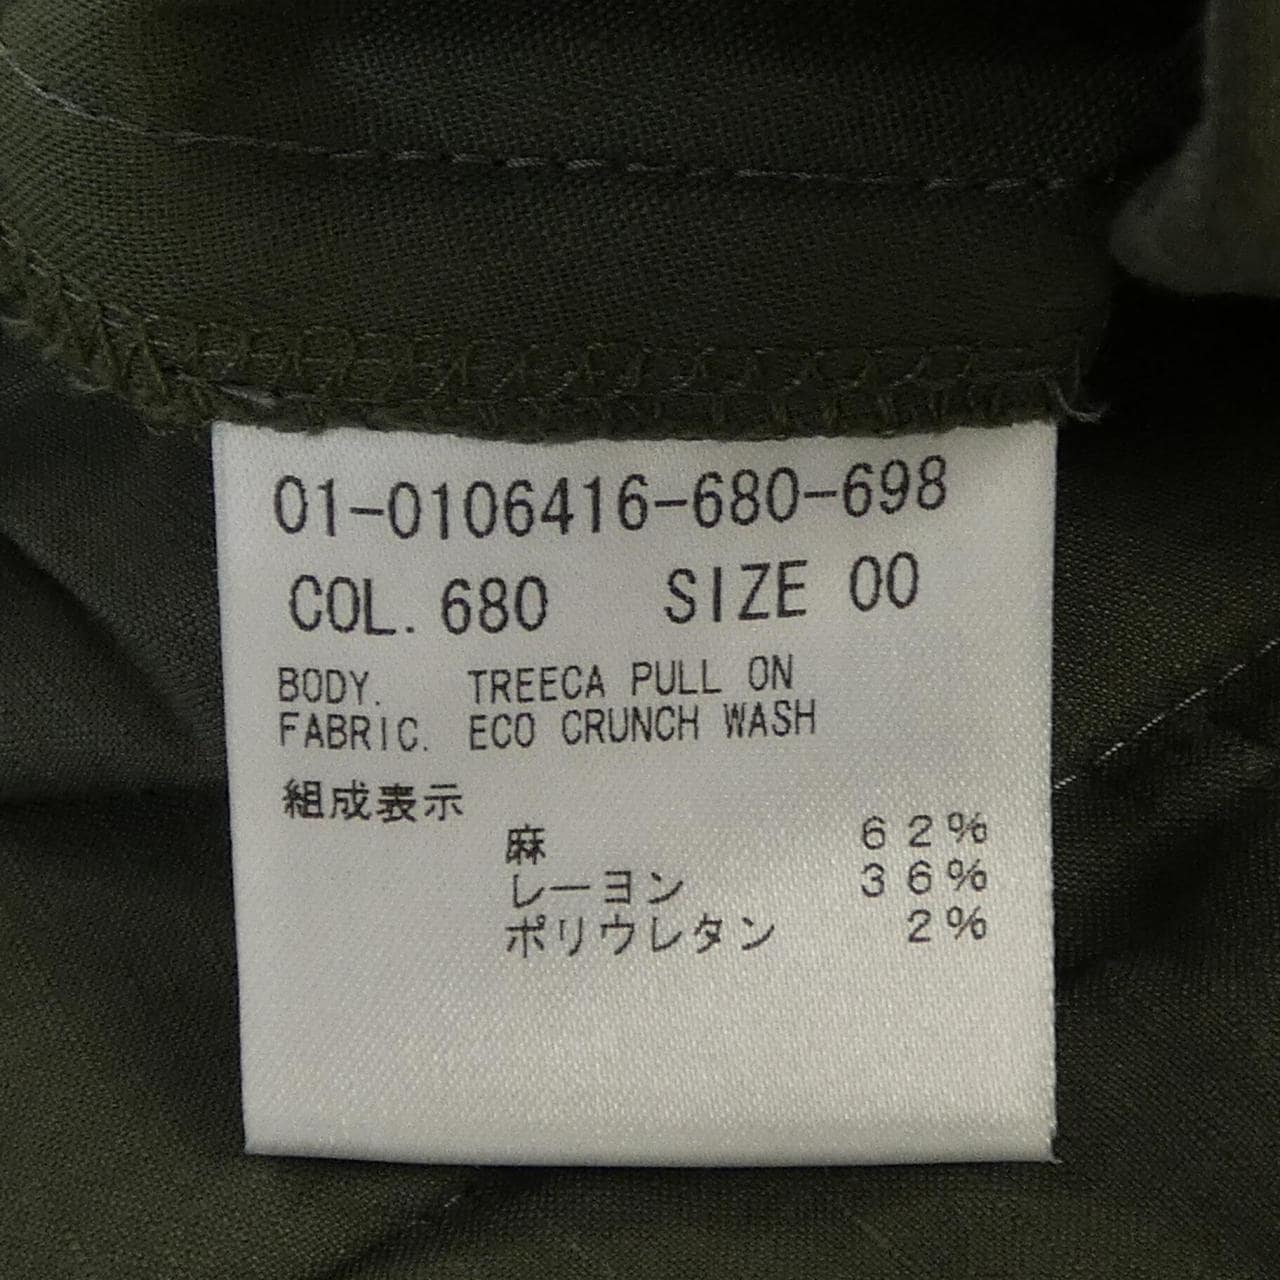 01-0106416-680-698
COL. 680 SIZE 00
BODY. TREECA PULL ON
FABRIC. ECO CRUNCH WASH
組成表示
麻 62%
レーヨン 36%
ポリウレタン 2%